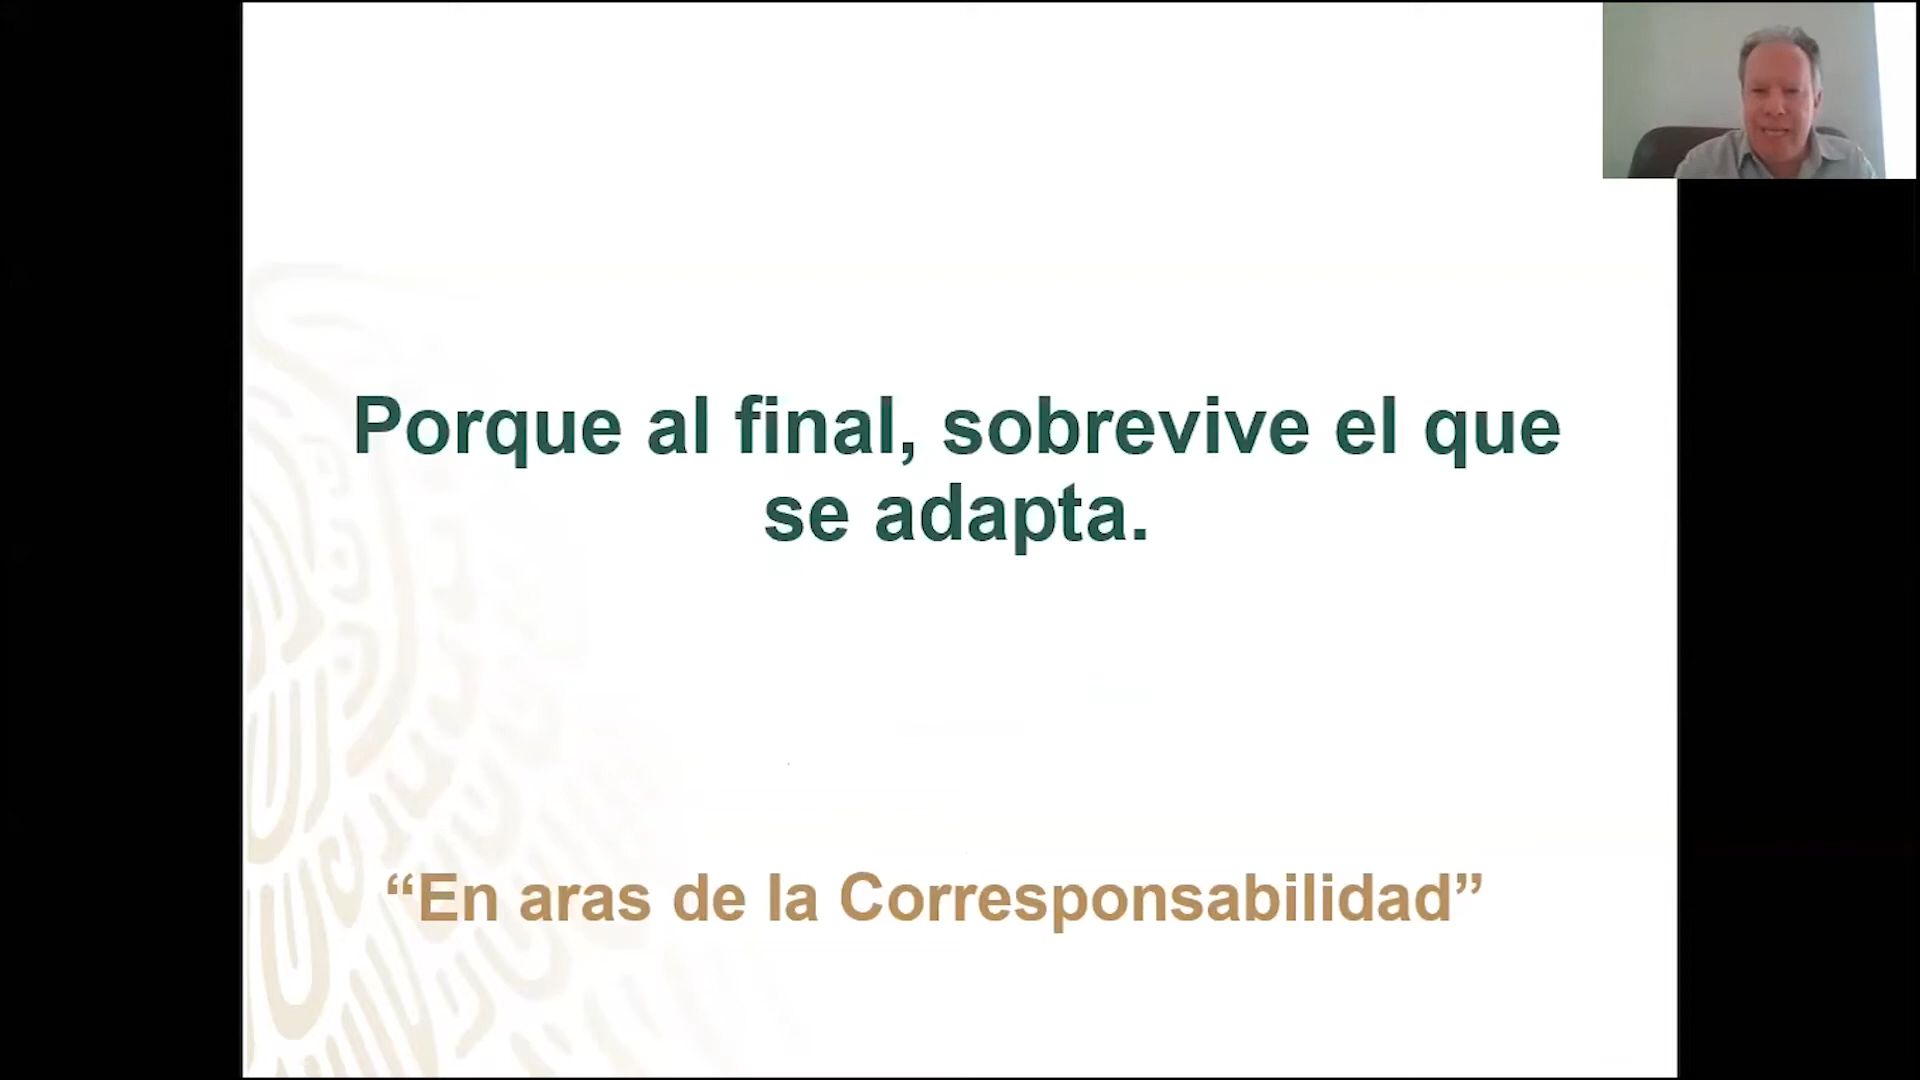 Porque al final, sobrevive el que
se adapta.
“En aras de la Corresponsabilidad”